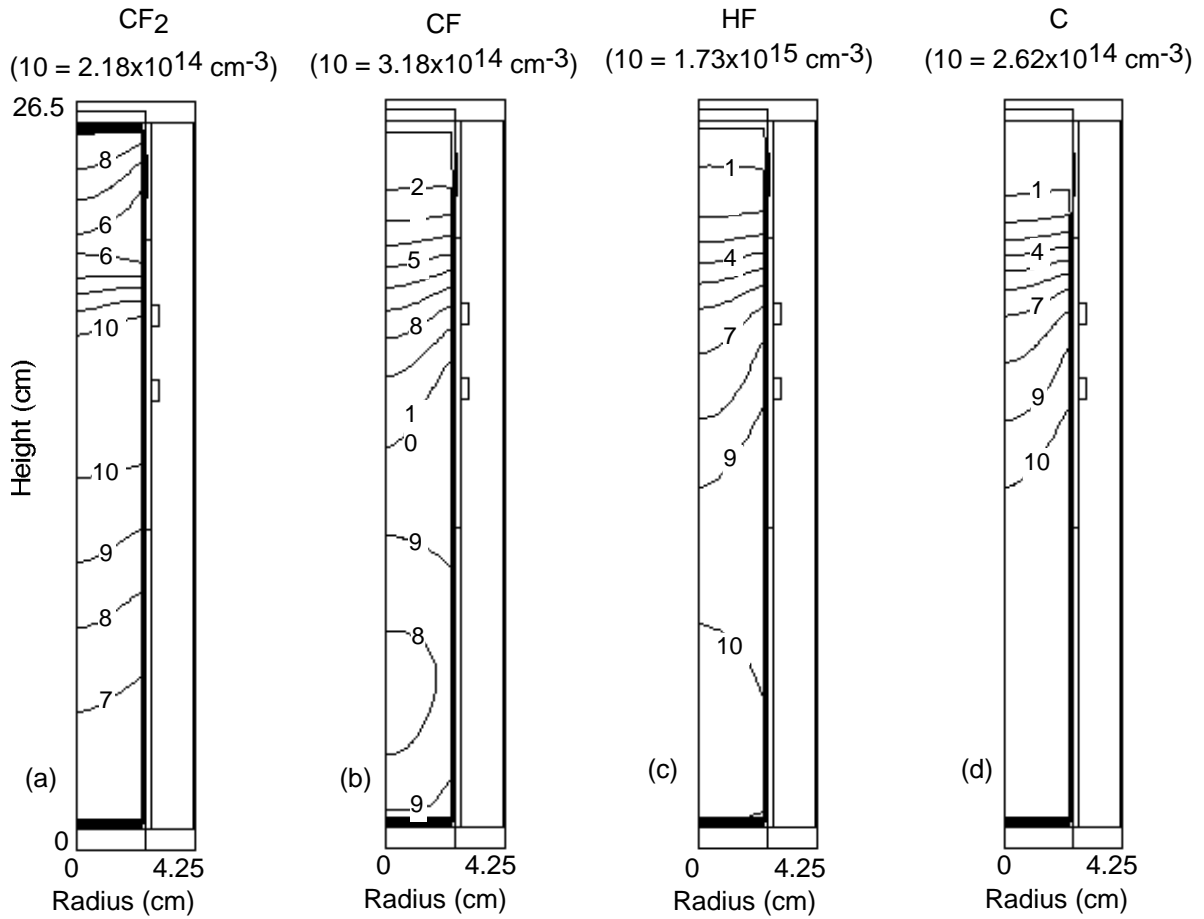 CF2
(10 = 2.18x10^14 cm-3)
CF
(10 = 3.18x10^14 cm-3)
HF
(10 = 1.73x10^15 cm-3)
C
(10 = 2.62x10^14 cm-3)
26.5
Height (cm)
0
8
6
6
10
10
9
8
7
(a)
0
4.25
Radius (cm)
2
5
8
1
0
9
8
9
(b)
0
4.25
Radius (cm)
1
4
7
9
10
(c)
0
4.25
Radius (cm)
1
4
7
9
10
(d)
0
4.25
Radius (cm)